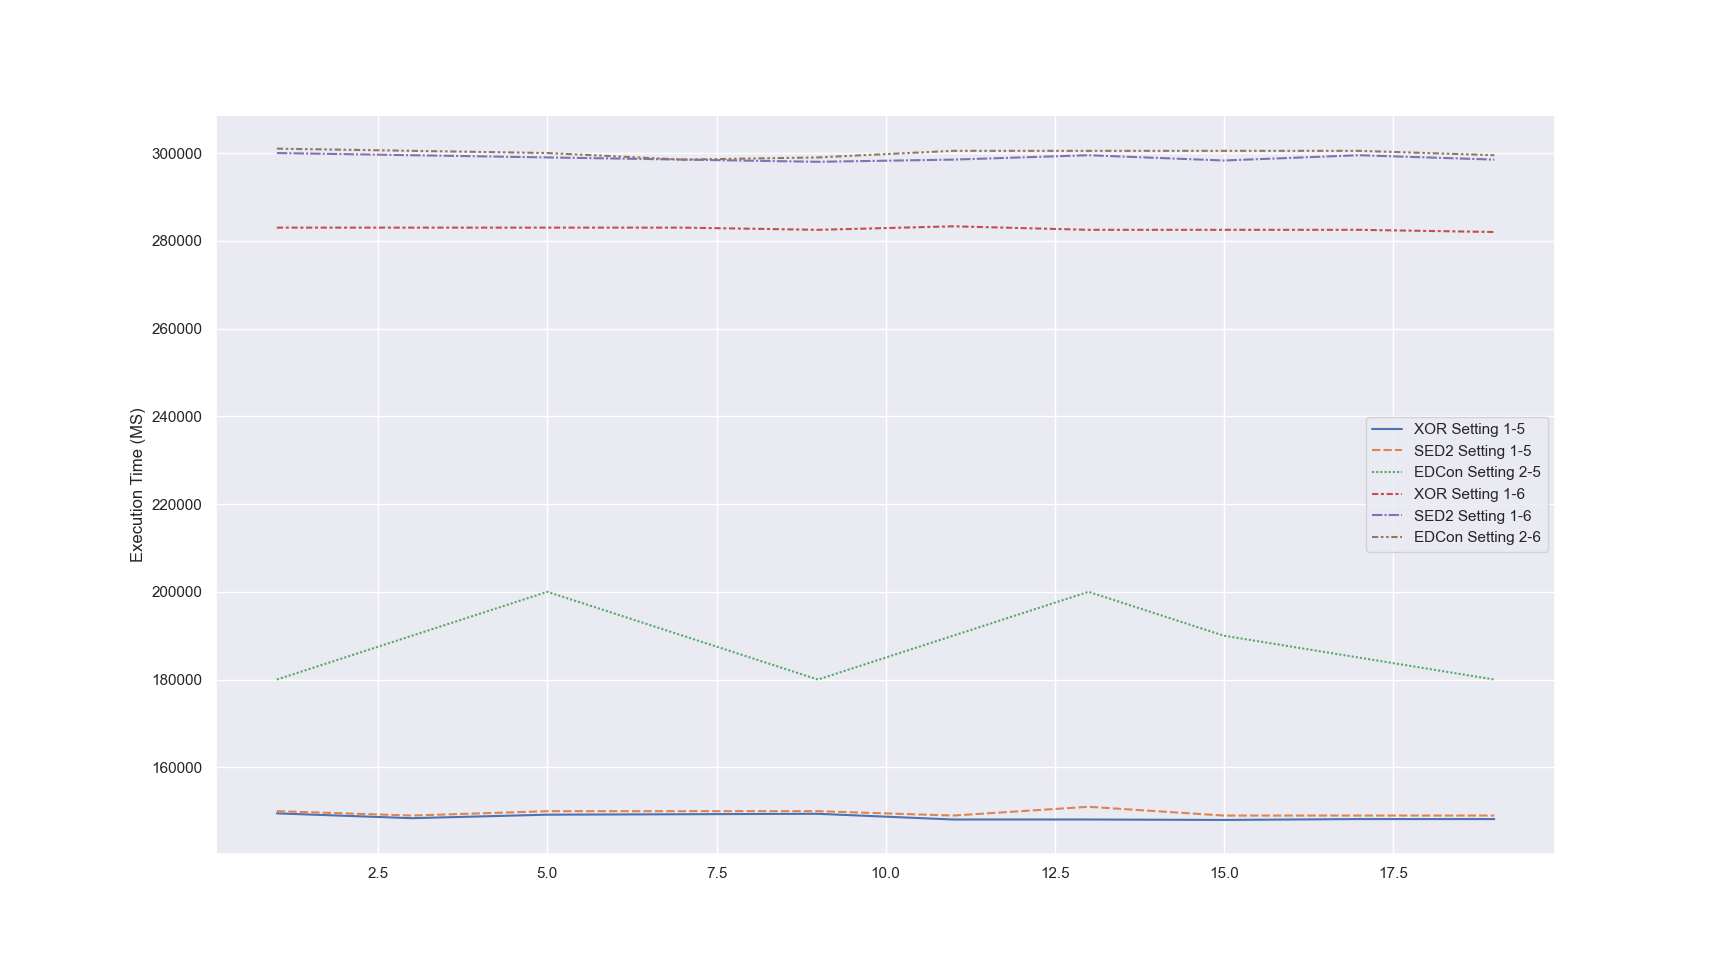 300000
280000
260000
240000
220000
200000
180000
160000
Execution Time (MS)
2.5 5.0 7.5 10.0 12.5 15.0 17.5
XOR Setting 1-5
SED2 Setting 1-5
EDCon Setting 2-5
XOR Setting 1-6
SED2 Setting 1-6
EDCon Setting 2-6